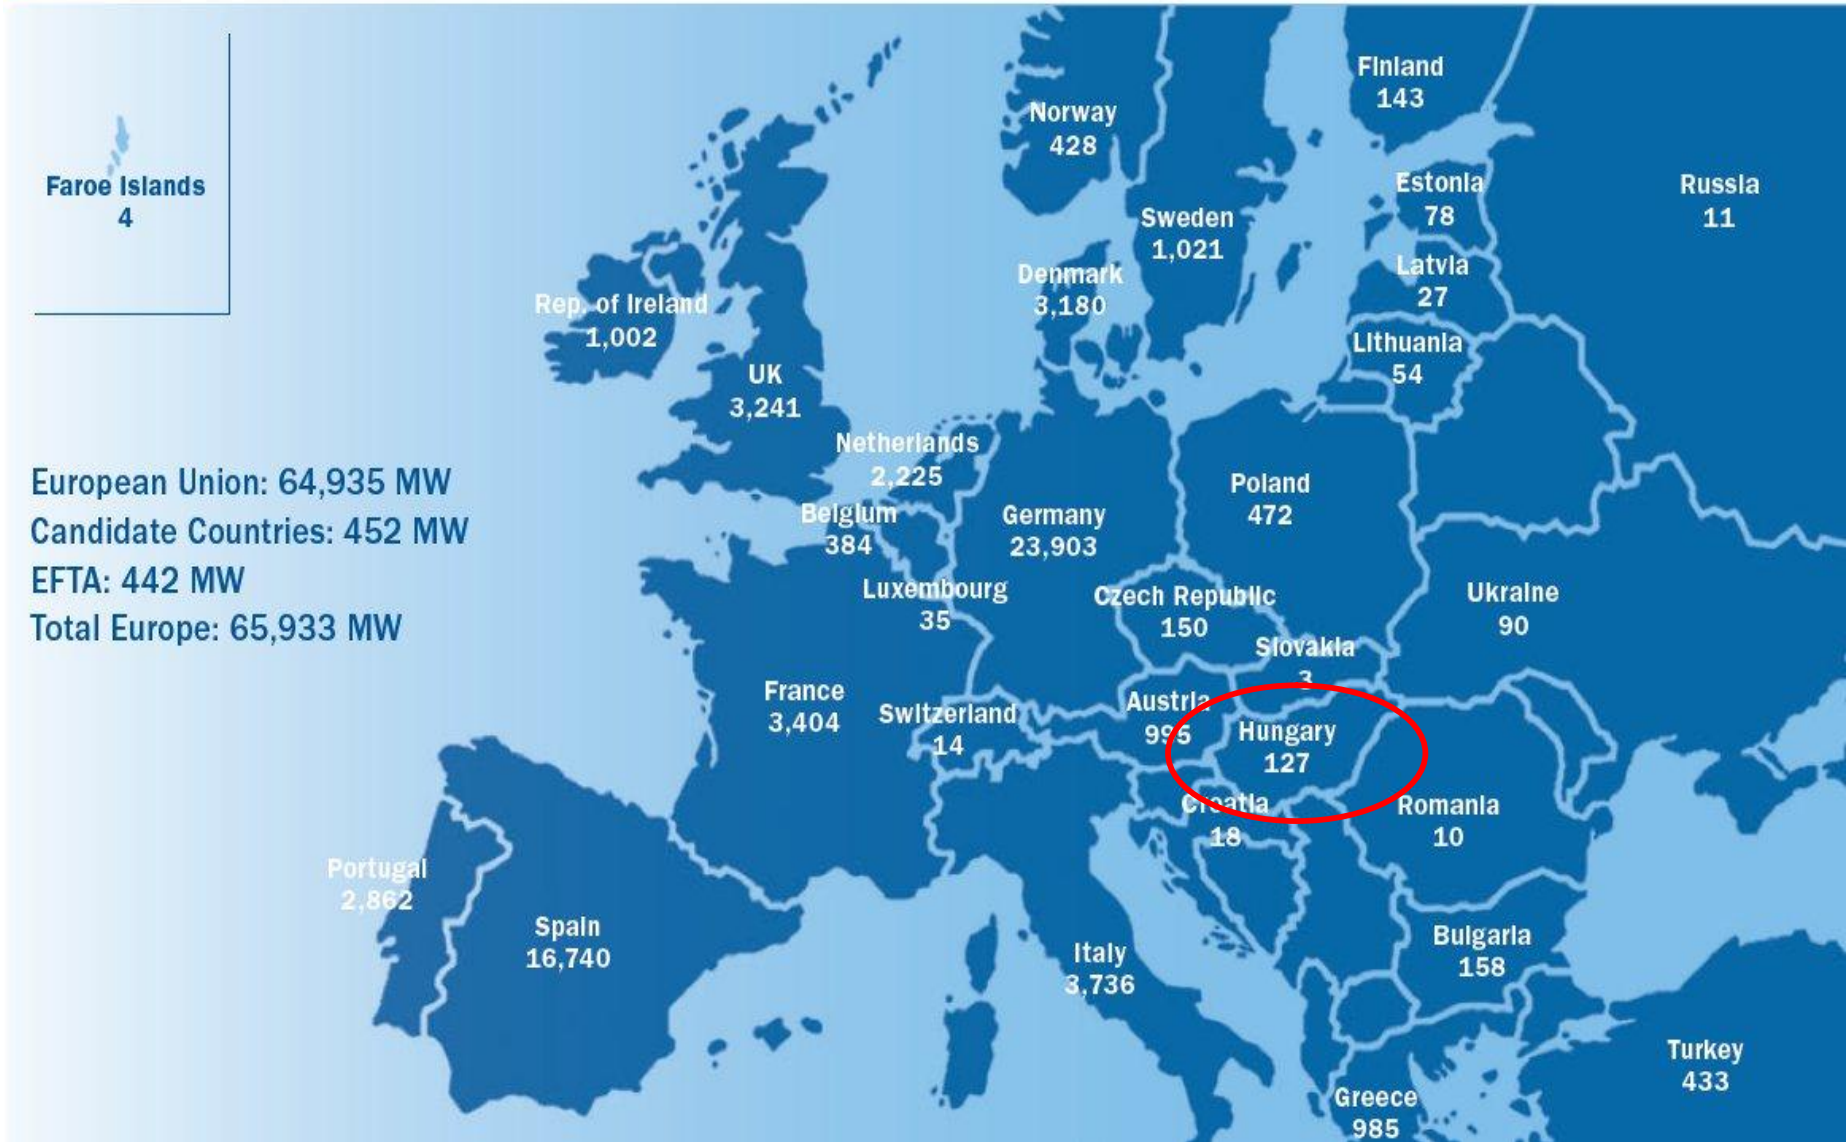 Faroe Islands
4
European Union: 64,935 MW
Candidate Countries: 452 MW
EFTA: 442 MW
Total Europe: 65,933 MW
Finland
143
Norway
428
Sweden
1,021
Estonia
78
Russia
11
Latvia
27
Lithuania
54
Denmark
3,180
Rep. of Ireland
1,002
UK
3,241
Netherlands
2,225
Belgium
384
Luxembourg
35
Germany
23,903
Poland
472
Czech Republic
150
Slovakia
3
Ukraine
90
France
3,404
Switzerland
14
Austria
995
Hungary
127
Croatia
18
Romania
10
Portugal
2,862
Spain
16,740
Italy
3,736
Bulgaria
158
Greece
985
Turkey
433